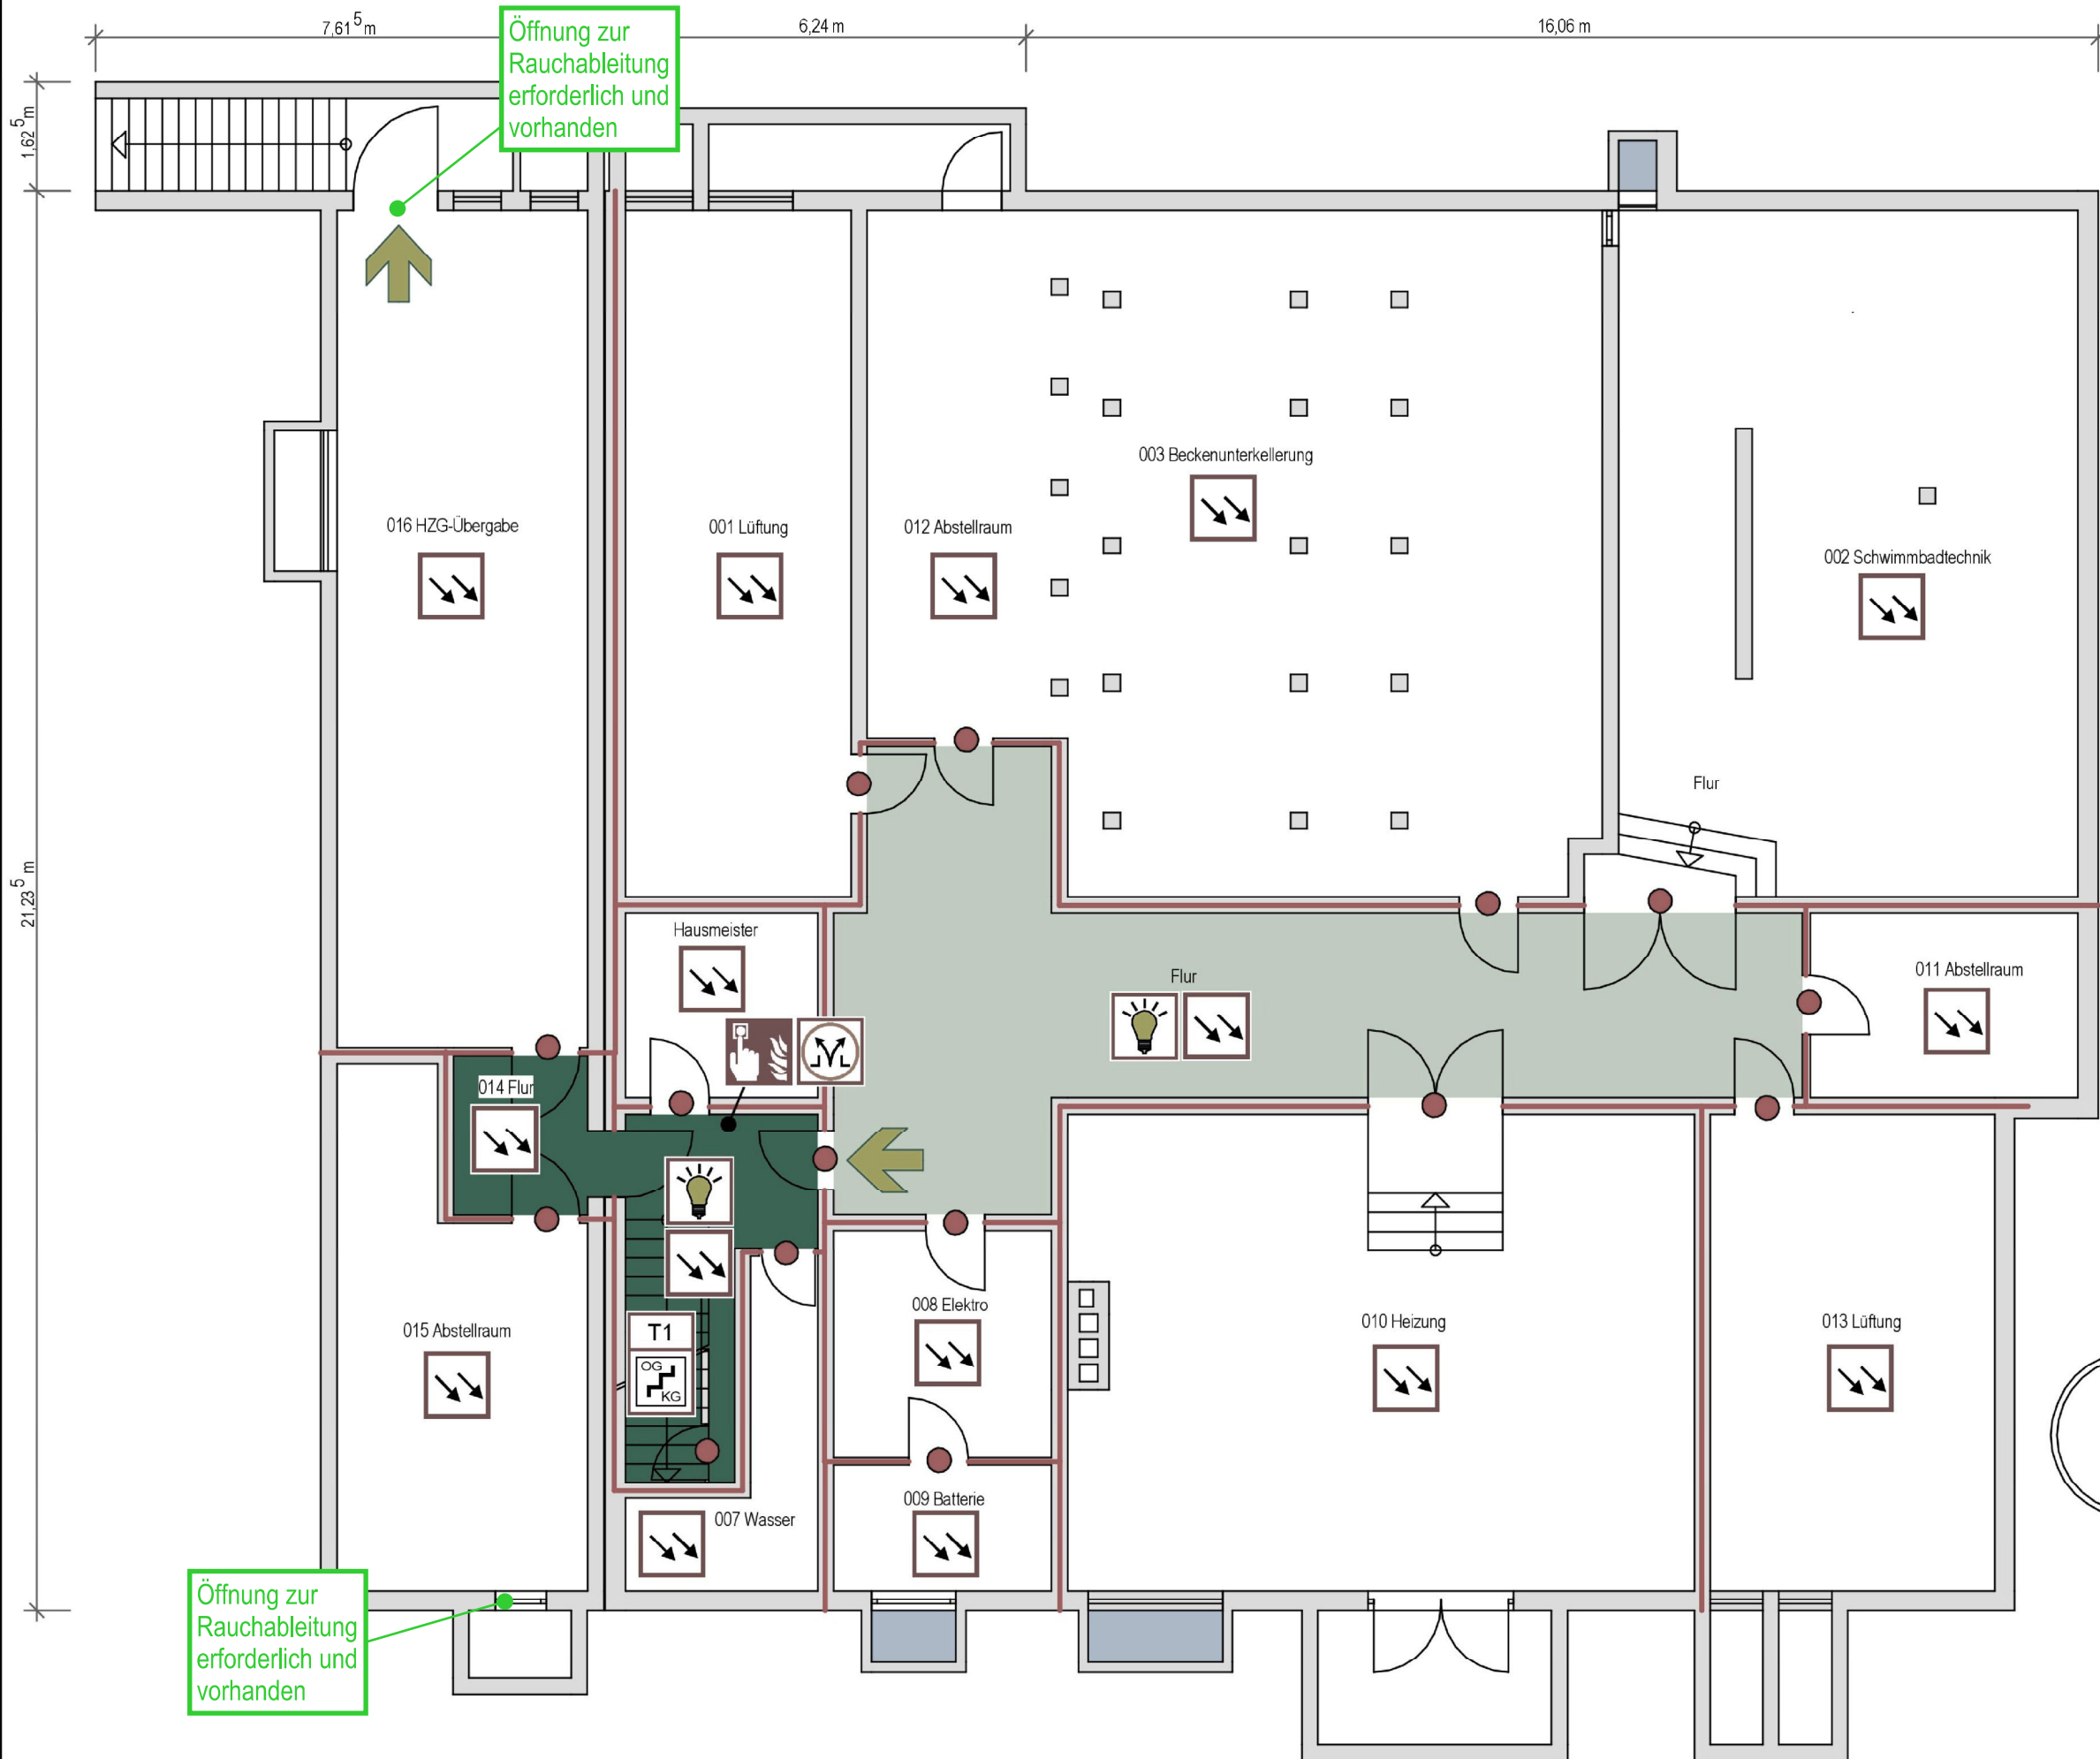 7,61⁵ m
6,24 m
16,06 m
Öffnung zur
Rauchableitung
erforderlich und
vorhanden
1,62⁵ m
21,23⁵ m
003 Beckenunterkellerung
016 HZG-Übergabe
001 Lüftung
012 Abstellraum
002 Schwimmbadtechnik
Flur
Hausmeister
Flur
011 Abstellraum
014 Flur
008 Elektro
010 Heizung
013 Lüftung
015 Abstellraum
T1
OG
KG
009 Batterie
007 Wasser
Öffnung zur
Rauchableitung
erforderlich und
vorhanden